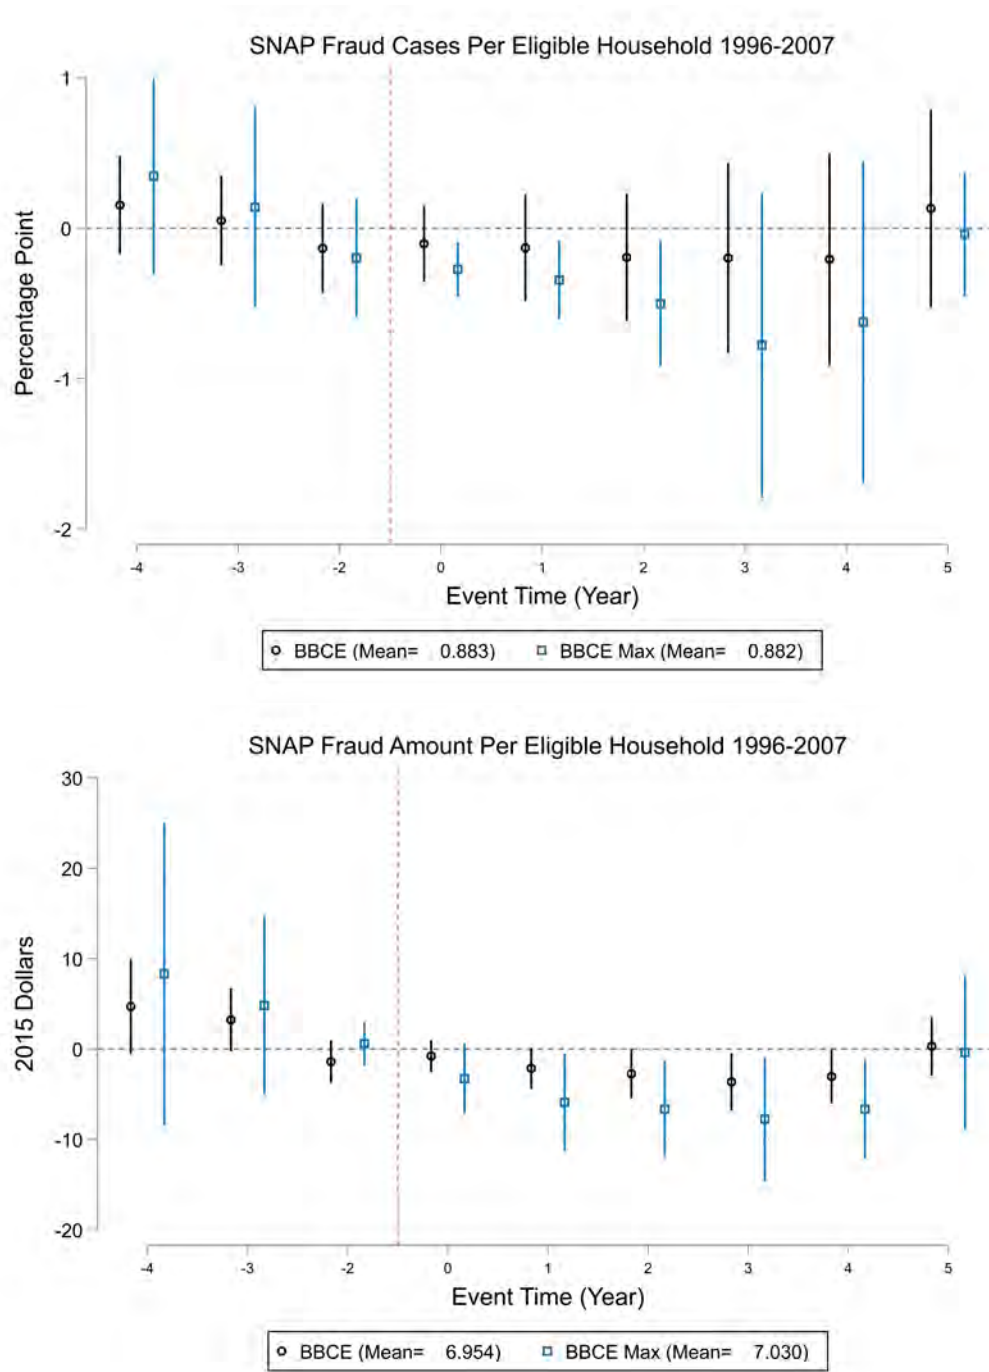 SNAP Fraud Cases Per Eligible Household 1996-2007
1
0
-1
-2
Percentage Point
-4 -3 -2 0 1 2 3 4 5
Event Time (Year)
BBCE (Mean= 0.883) BBCE Max (Mean= 0.882)
SNAP Fraud Amount Per Eligible Household 1996-2007
30
20
10
0
-10
-20
2015 Dollars
-4 -3 -2 0 1 2 3 4 5
Event Time (Year)
BBCE (Mean= 6.954) BBCE Max (Mean= 7.030)